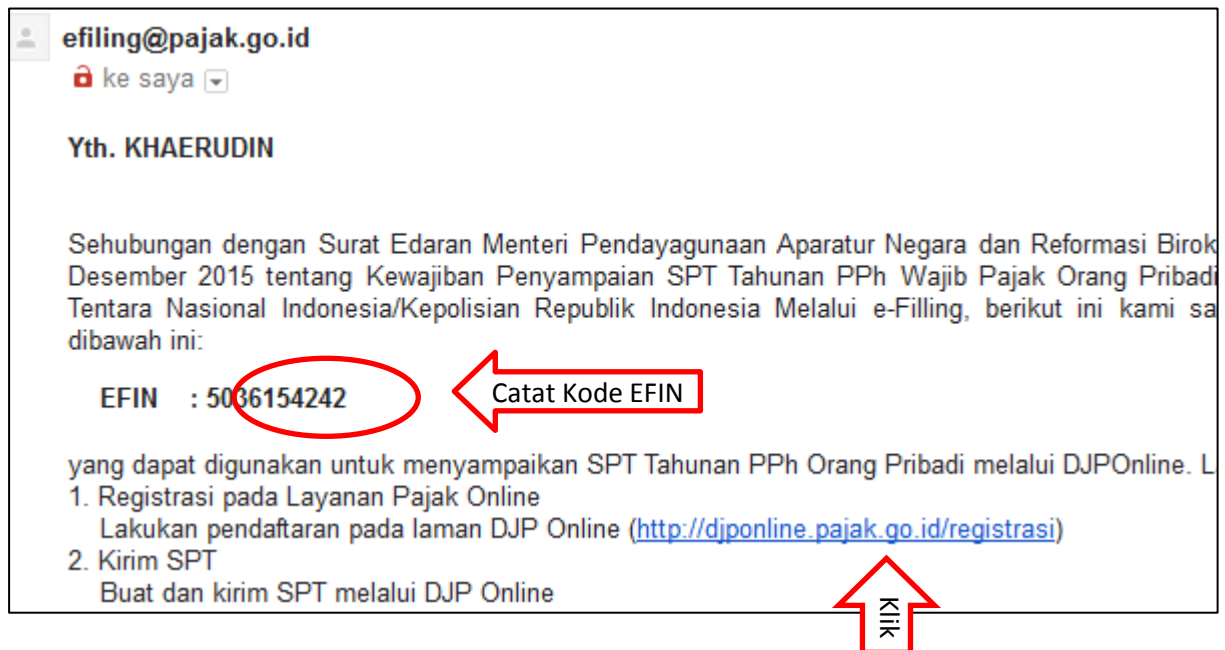 efiling@pajak.go.id
ke saya
Yth. KHAERUDIN
Sehubungan dengan Surat Edaran Menteri Pendayagunaan Aparatur Negara dan Reformasi Birok
Desember 2015 tentang Kewajiban Penyampaian SPT Tahunan PPh Wajib Pajak Orang Pribadi
Tentara Nasional Indonesia/Kepolisian Republik Indonesia Melalui e-Filling, berikut ini kami sa
dibawah ini:
EFIN : 5036154242
Catat Kode EFIN
yang dapat digunakan untuk menyampaikan SPT Tahunan PPh Orang Pribadi melalui DJPOnline. L
1. Registrasi pada Layanan Pajak Online
Lakukan pendaftaran pada laman DJP Online (http://djponline.pajak.go.id/registrasi)
2. Kirim SPT
Buat dan kirim SPT melalui DJP Online
Klik